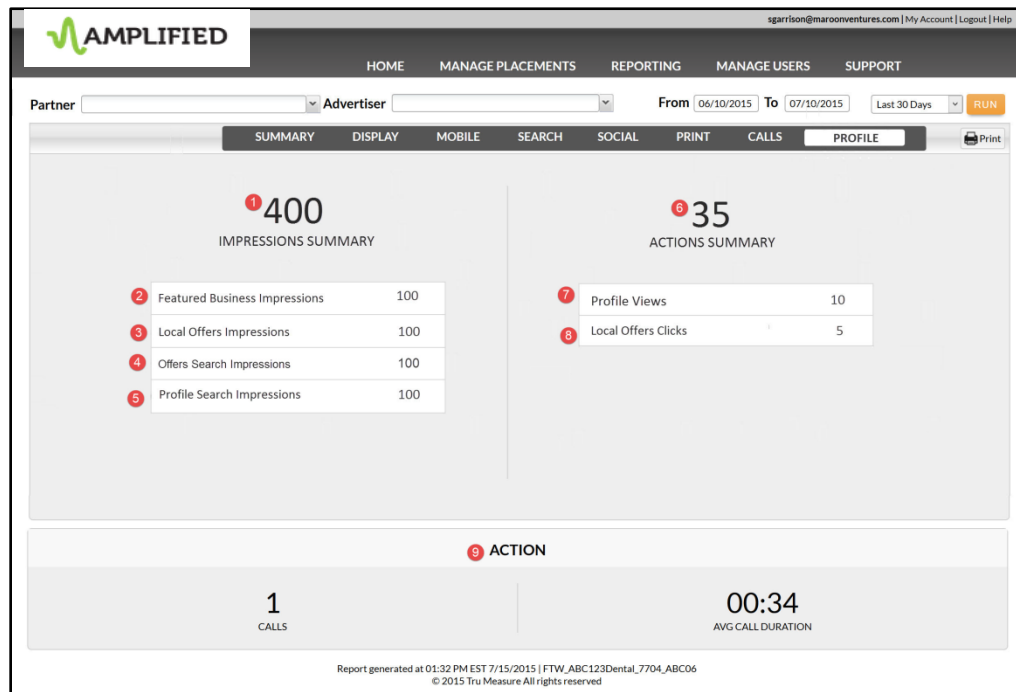 sgarrison@maroonventures.com | My Account | Logout | Help
AMPLIFIED
HOME MANAGE PLACEMENTS REPORTING MANAGE USERS SUPPORT
Partner Advertiser From 06/10/2015 To 07/10/2015 Last 30 Days RUN
SUMMARY DISPLAY MOBILE SEARCH SOCIAL PRINT CALLS PROFILE Print
1 400
IMPRESSIONS SUMMARY
2 Featured Business Impressions 100
3 Local Offers Impressions 100
4 Offers Search Impressions 100
5 Profile Search Impressions 100
6 35
ACTIONS SUMMARY
7 Profile Views 10
8 Local Offers Clicks 5
9 ACTION
1
CALLS
00:34
AVG CALL DURATION
Report generated at 01:32 PM EST 7/15/2015 | FTW_ABC123Dental_7704_ABC06
© 2015 Tru Measure All rights reserved